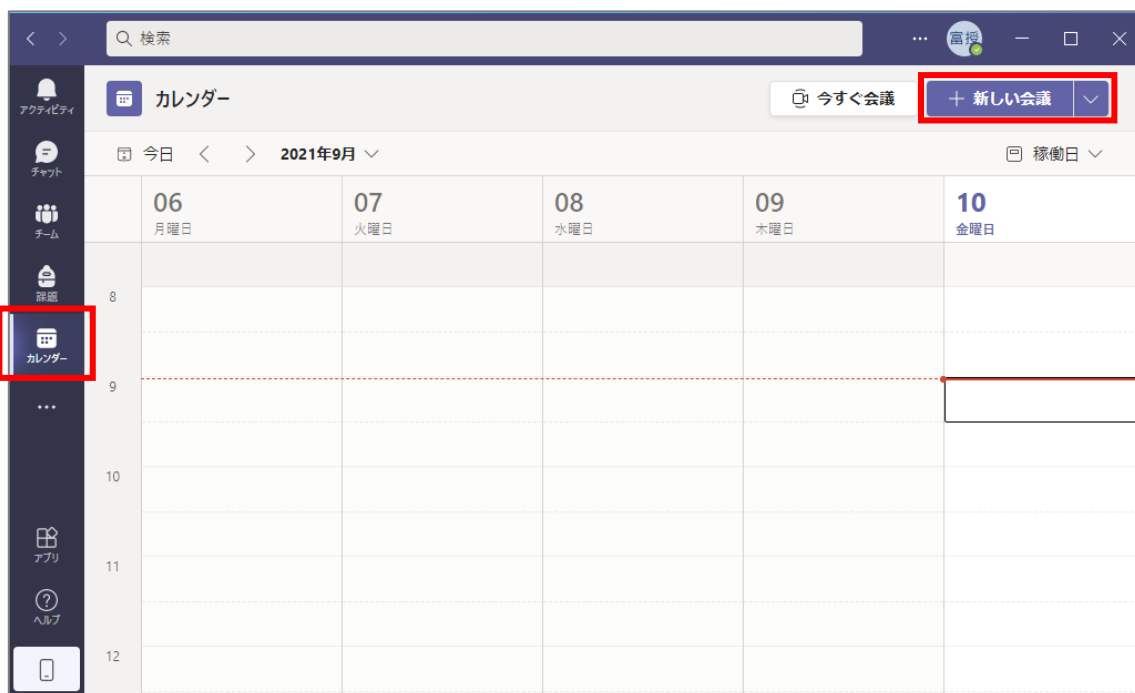 検索
富授
アクティビティ
カレンダー
今すぐ会議
新しい会議
チャット
今日
2021年9月
稼働日
チーム
06
月曜日
07
火曜日
08
水曜日
09
木曜日
10
金曜日
課題
8
カレンダー
9
10
アプリ
11
ヘルプ
12